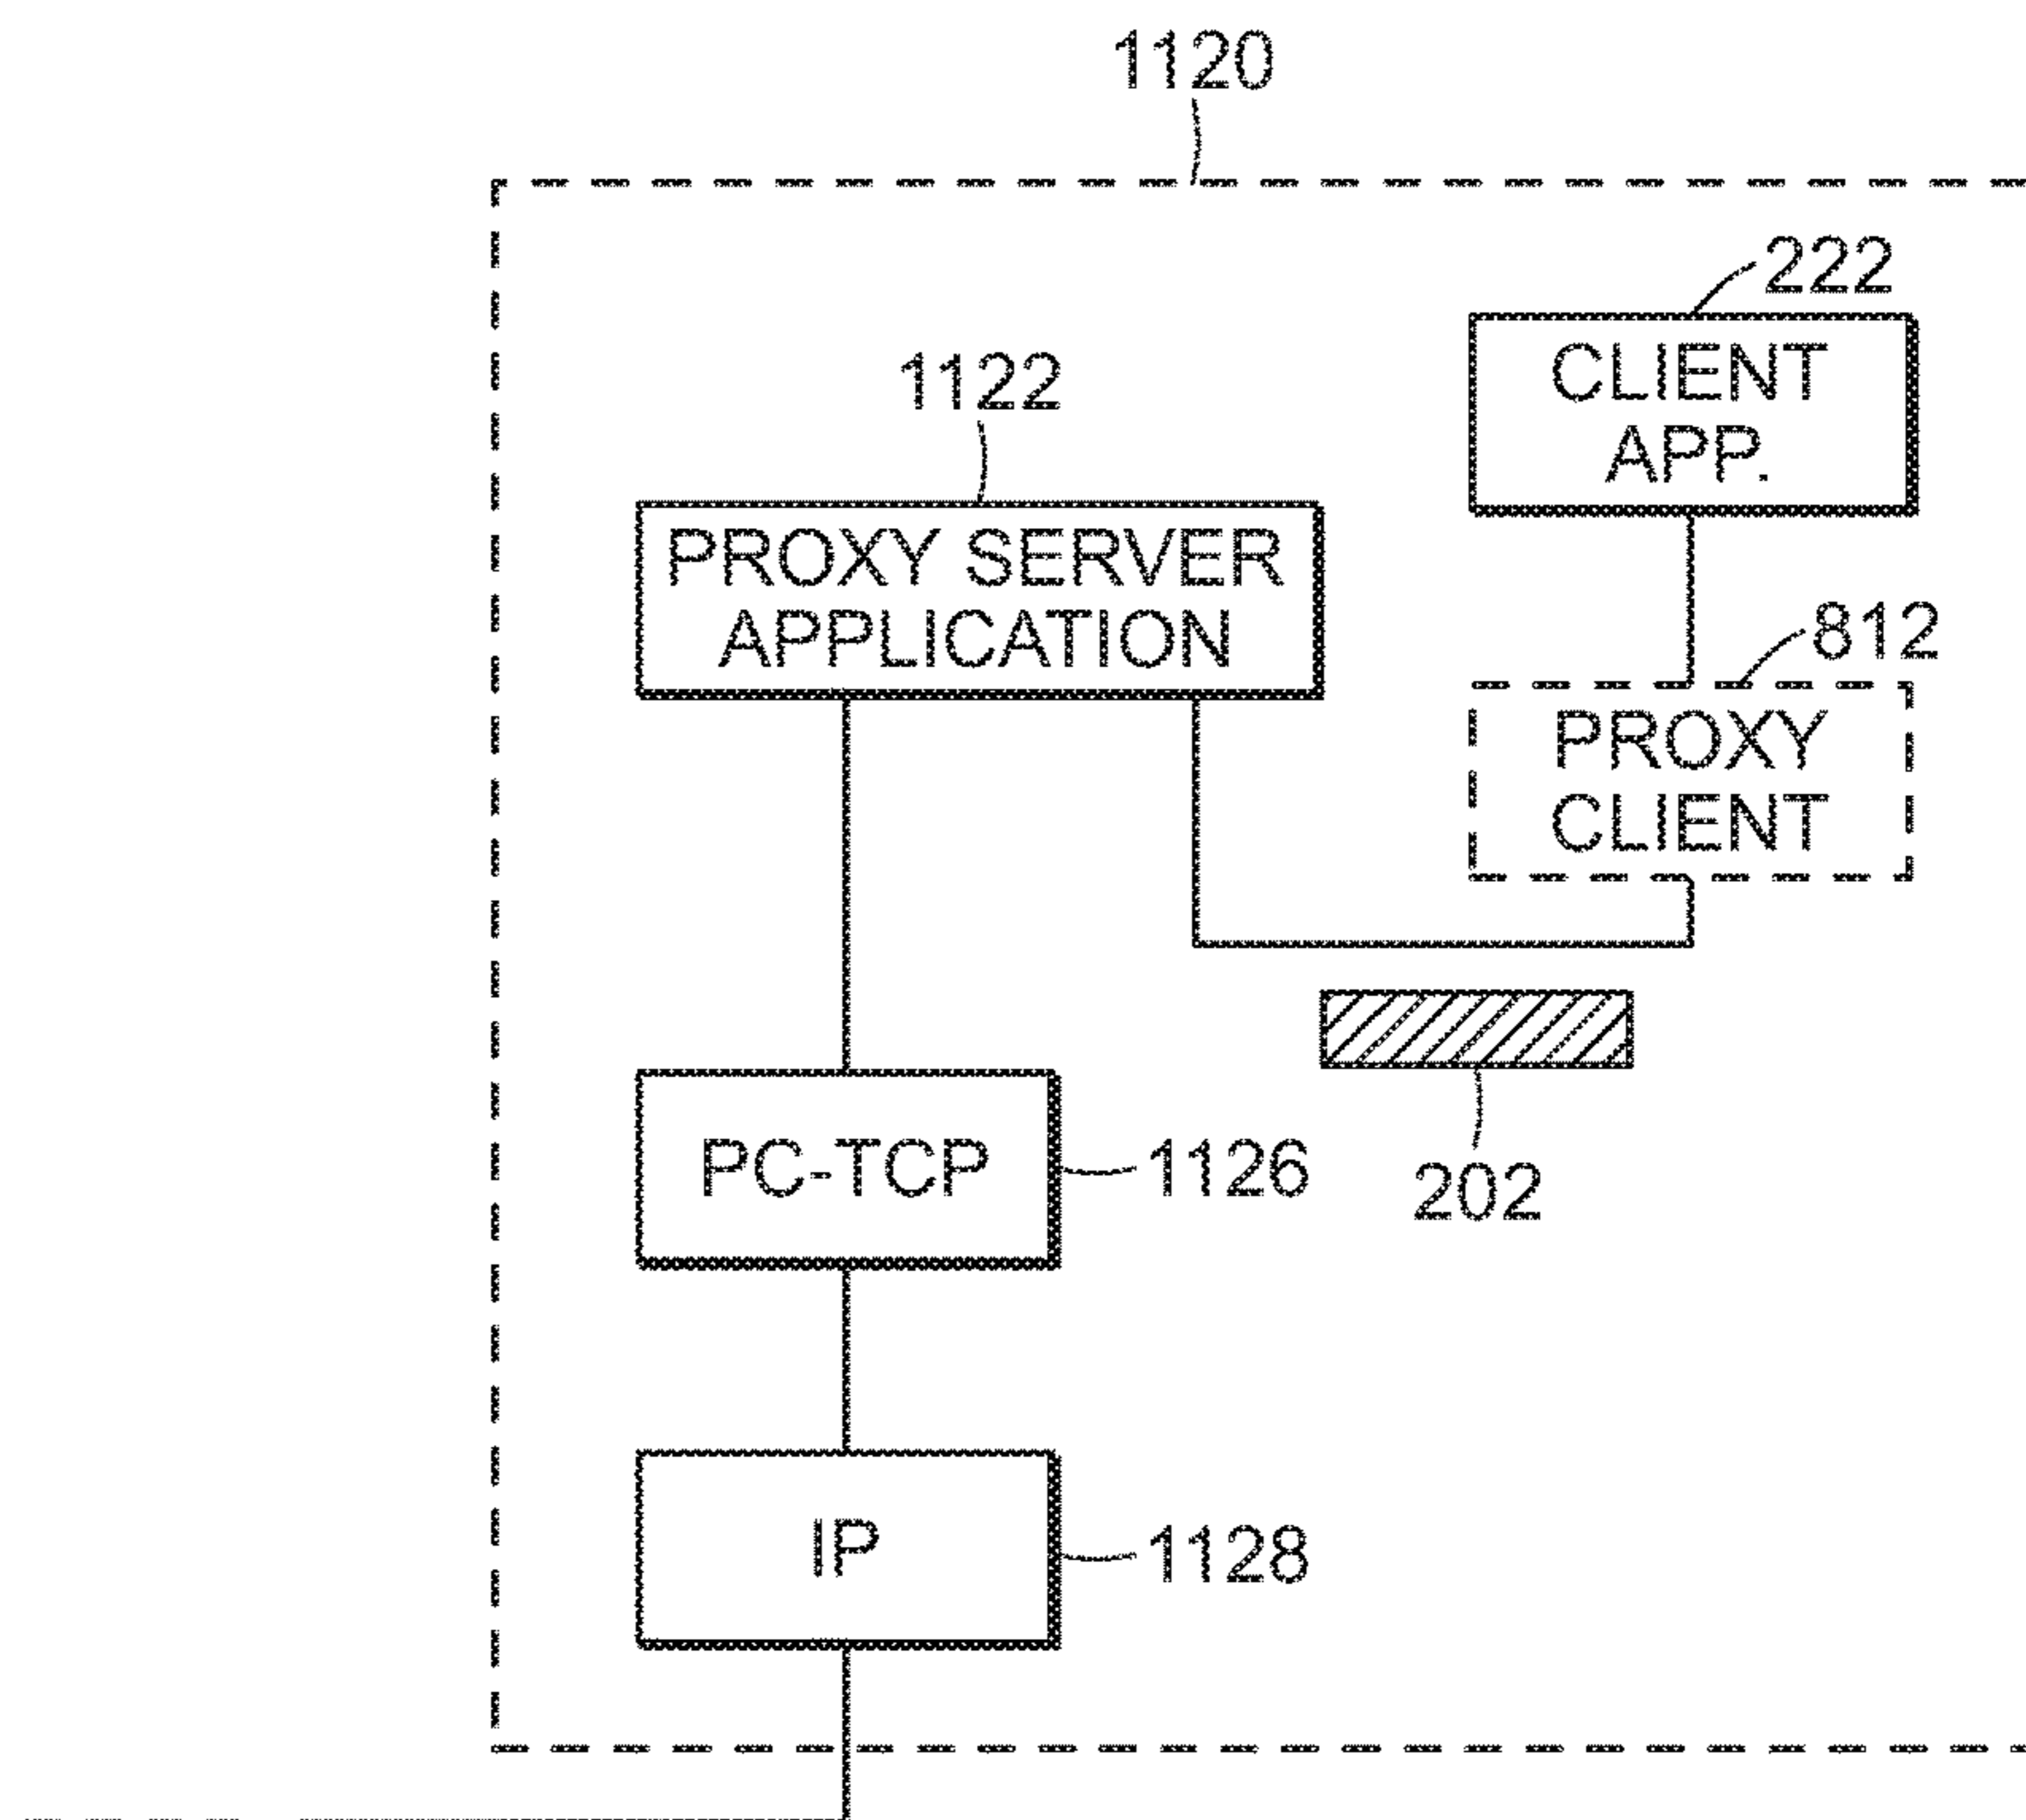 1120
222
CLIENT
APP.
1122
PROXY SERVER
APPLICATION
812
PROXY
CLIENT
PC-TCP
1126
202
IP
1128